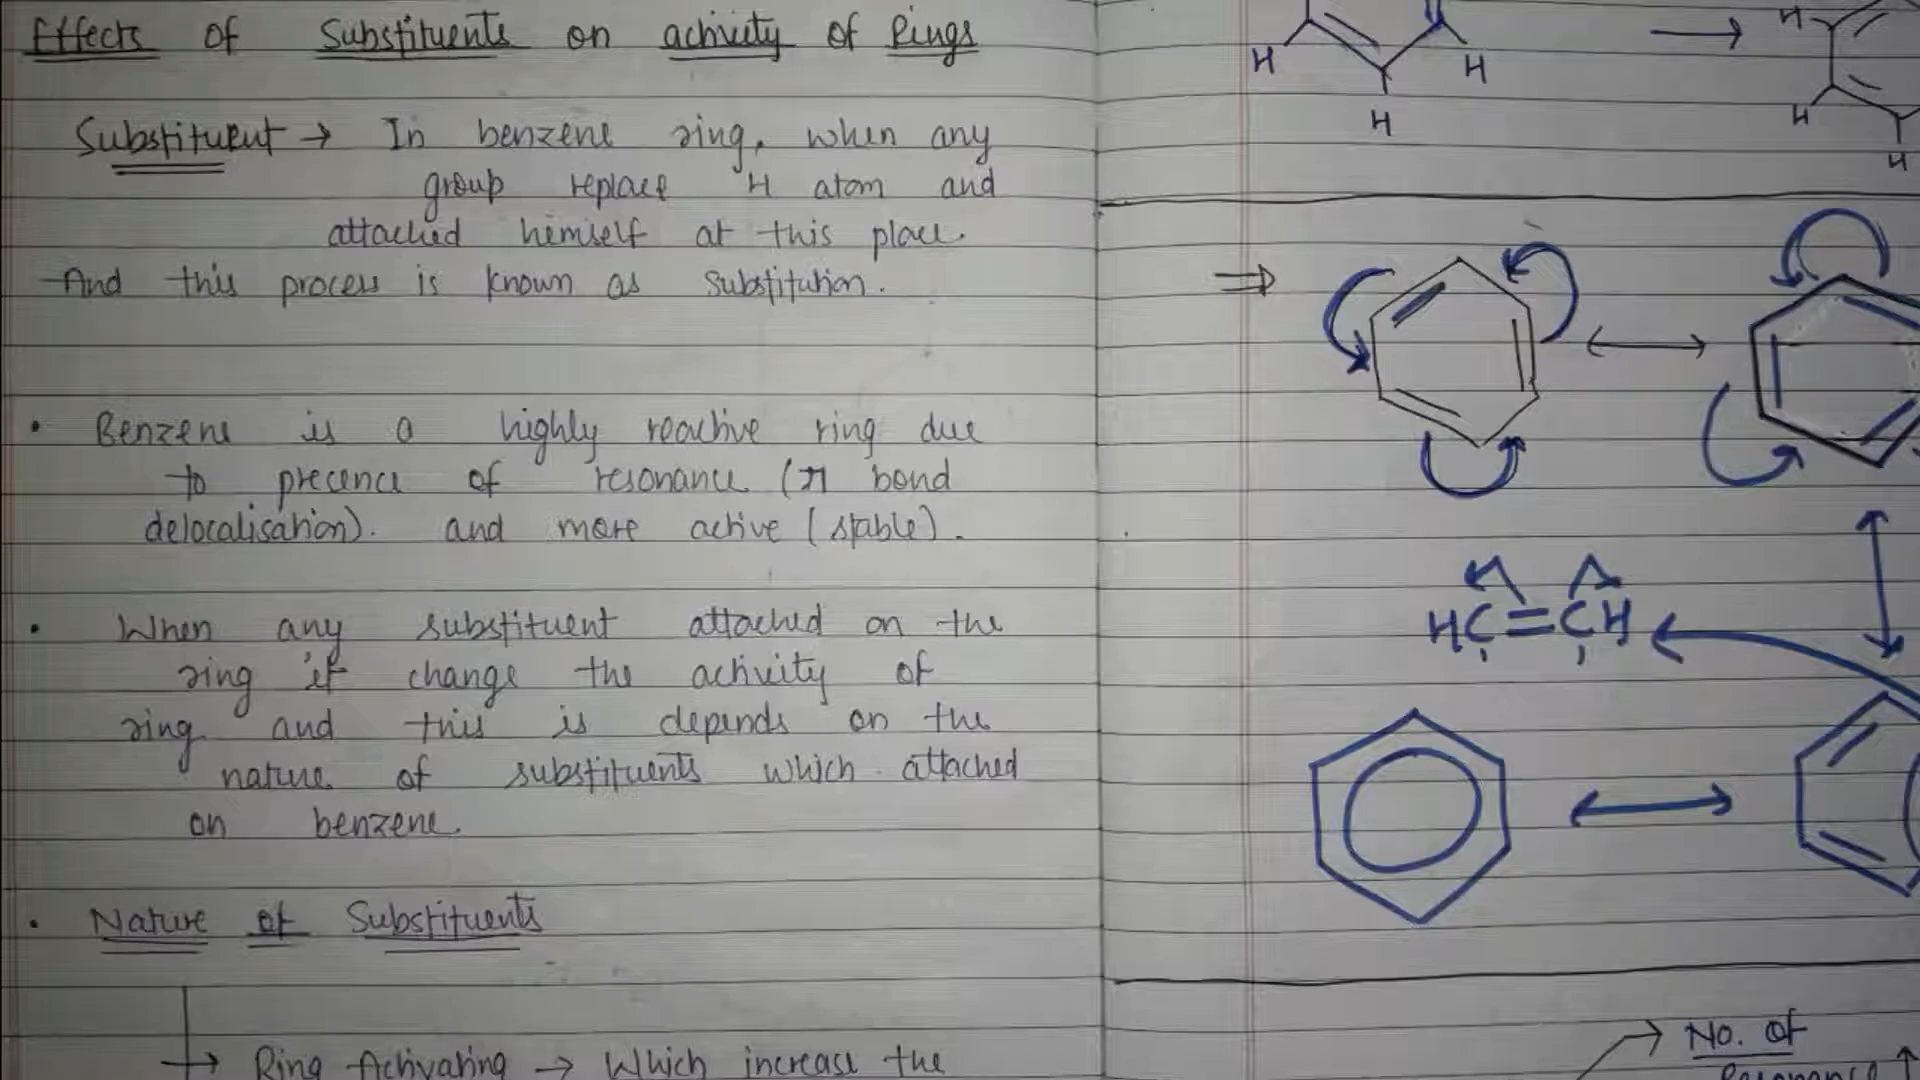 Effects of Substituents on activity of Rings
Substituent → In benzene ring, when any
group replace H atom and
attached himself at this place.
And this process is known as substitution.
• Benzene is a highly reactive ring due
to precence of resonance (π bond
delocalisation). and more active (stable).
• When any substituent attached on the
ring it change the activity of
ring and this is depends on the
nature of substituents which attached
on benzene.
• Nature of Substituents
→ Ring Activating → Which increase the
H H
H
H
H
H
⇒
HC=CH
→ No. of
Resonance ↑